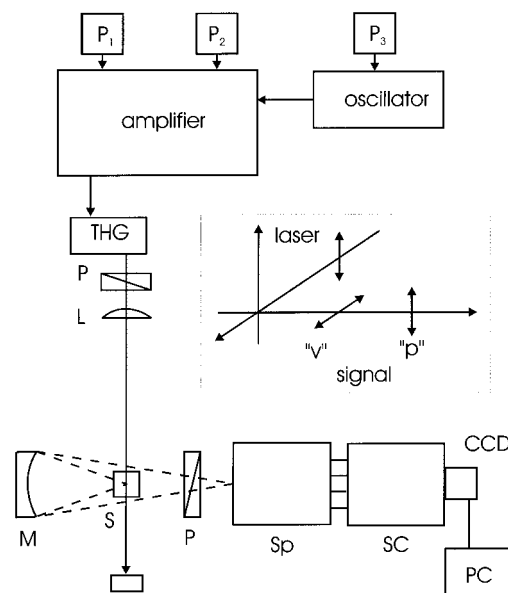 P1
P2
P3
amplifier
oscillator
THG
P
L
laser
"v"
"p"
signal
M
S
P
Sp
SC
CCD
PC